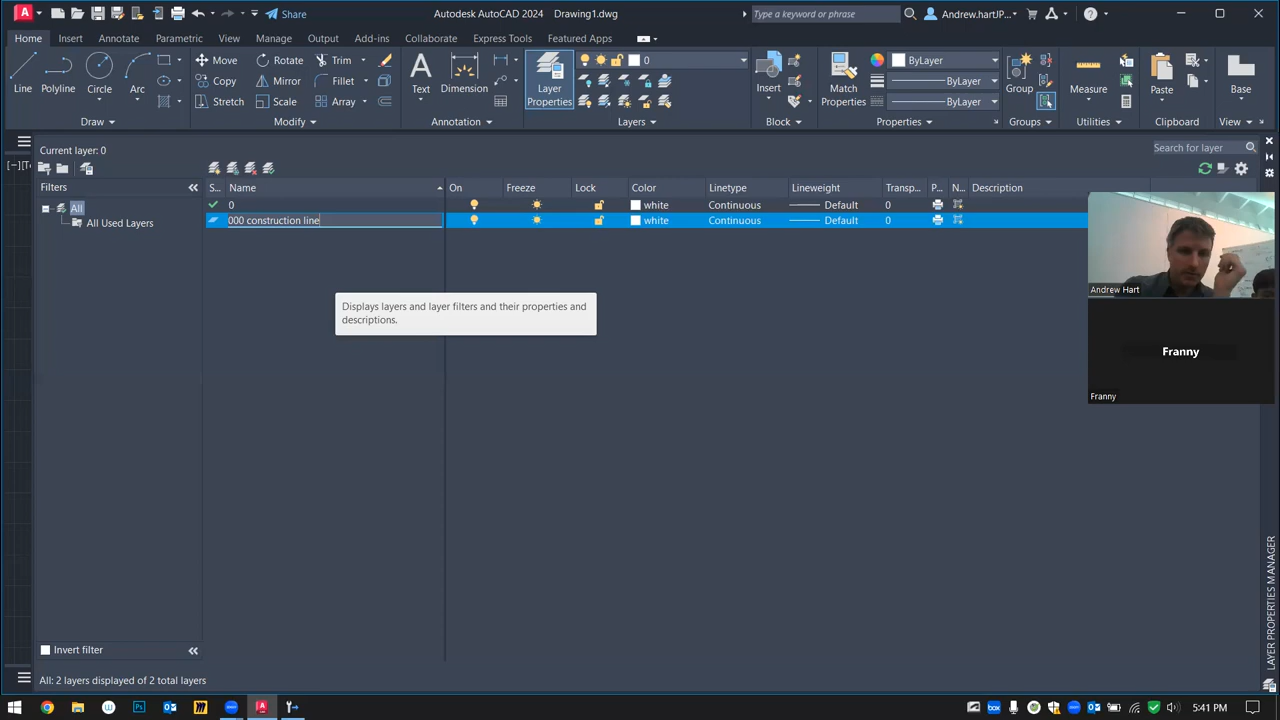 Share
Autodesk AutoCAD 2024 Drawing1.dwg
Type a keyword or phrase
Andrew.hartJP...
Home Insert Annotate Parametric View Manage Output Add-ins Collaborate Express Tools Featured Apps
Line
Polyline
Circle
Arc
Draw
Move
Copy
Stretch
Rotate
Mirror
Scale
Trim
Fillet
Array
Modify
Text
Dimension
Annotation
Layer
Properties
0
Layers
Insert
Block
Match
Properties
ByLayer
ByLayer
ByLayer
Properties
Group
Groups
Measure
Utilities
Paste
Clipboard
Base
View
Current layer: 0
Search for layer
Filters
All
All Used Layers
S... Name On Freeze Lock Color Linetype Lineweight Transp... P... N... Description
0 white Continuous Default 0
000 construction line white Continuous Default 0
Displays layers and layer filters and their properties and
descriptions.
Andrew Hart
Franny
Franny
Invert filter
All: 2 layers displayed of 2 total layers
LAYER PROPERTIES MANAGER
5:41 PM